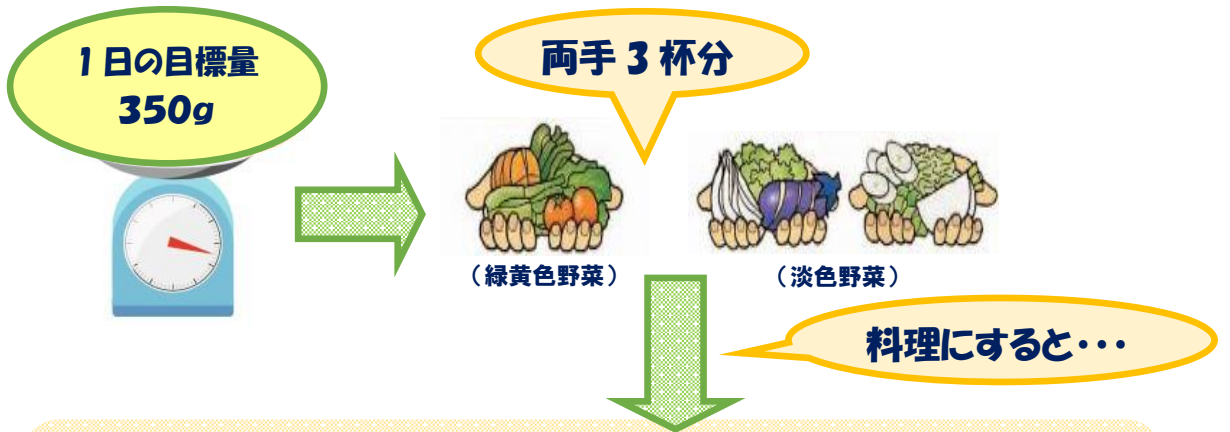 1日の目標量
350g
両手3杯分
（緑黄色野菜）
（淡色野菜）
料理にすると・・・